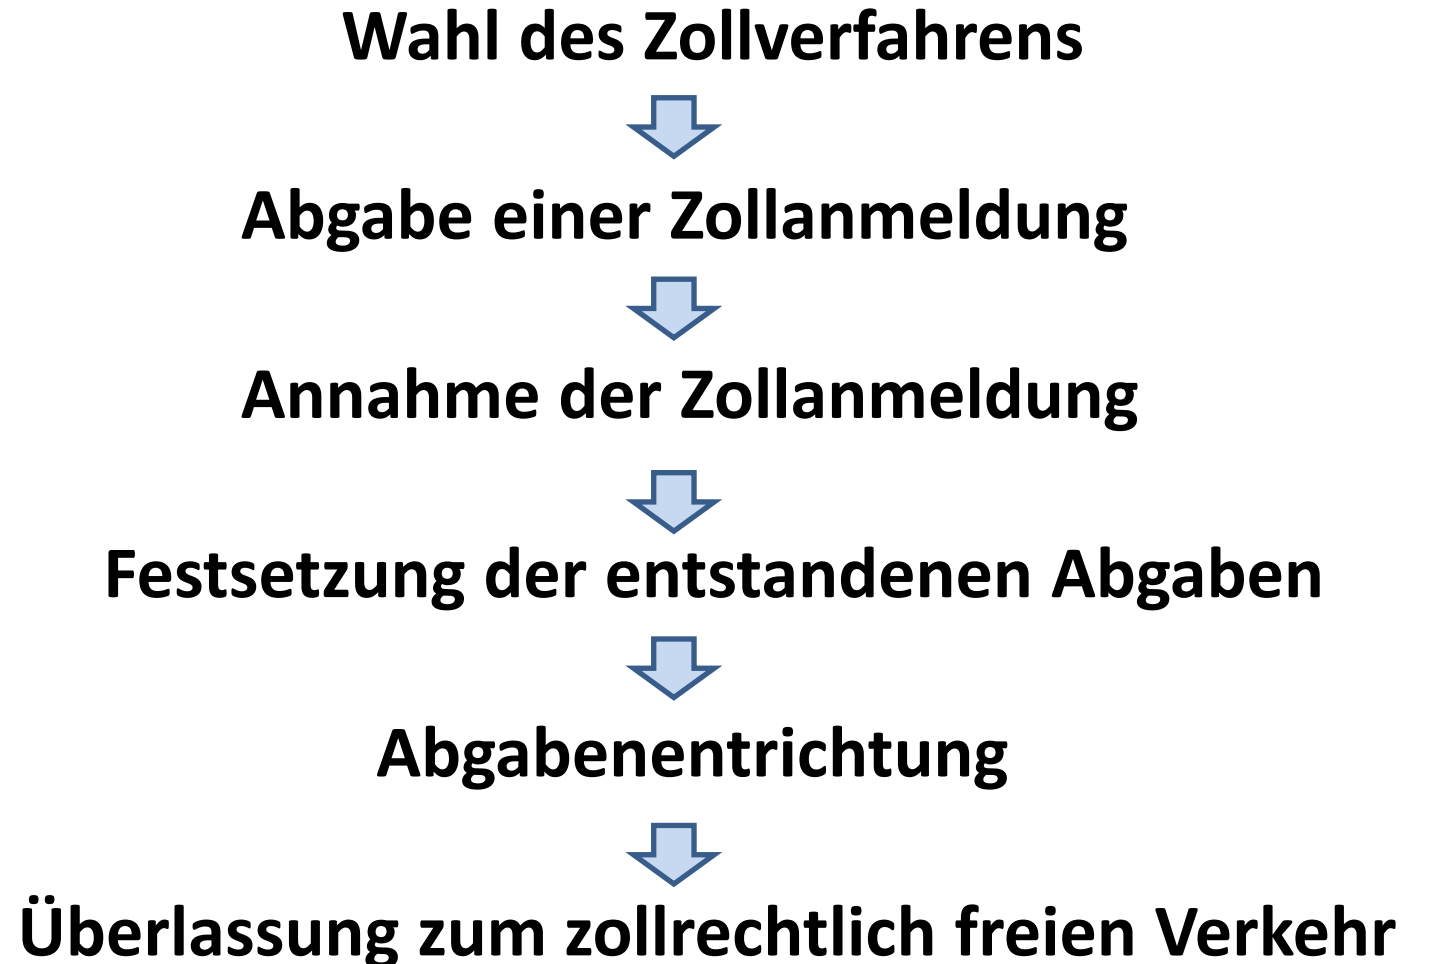 Wahl des Zollverfahrens
Abgabe einer Zollanmeldung
Annahme der Zollanmeldung
Festsetzung der entstandenen Abgaben
Abgabenentrichtung
Überlassung zum zollrechtlich freien Verkehr